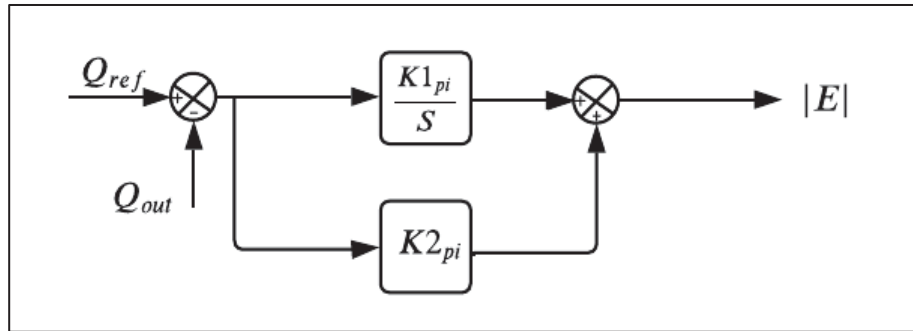 Q_ref
+
-
Q_out
K1_pi
S
K2_pi
+
+
|E|